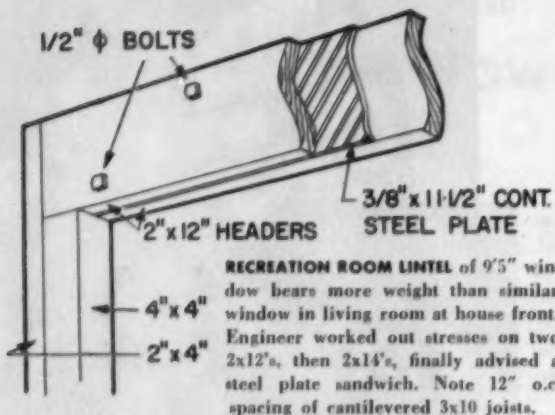 1/2" ϕ BOLTS
3/8" x 11-1/2" CONT.
STEEL PLATE
2" x 12" HEADERS
4" x 4"
2" x 4"
RECREATION ROOM LINTEL of 9'5" win-
dow bears more weight than similar
window in living room at house front.
Engineer worked out stresses on two
2x12's, then 2x14's, finally advised a
steel plate sandwich. Note 12" o.c.
spacing of cantilevered 3x10 joists.